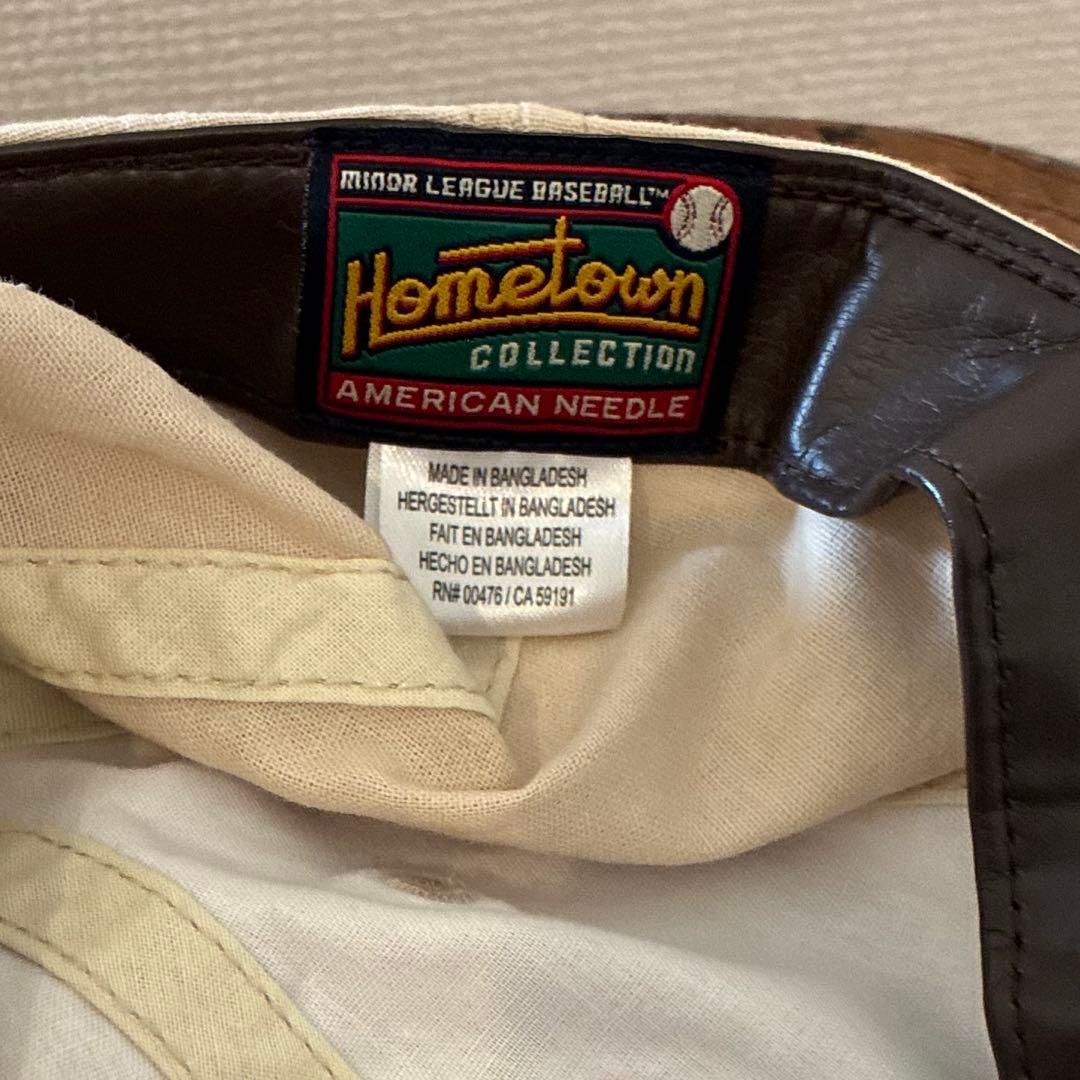 MINOR LEAGUE BASEBALL™
Hometown
COLLECTION
AMERICAN NEEDLE
MADE IN BANGLADESH
HERGESTELLT IN BANGLADESH
FAIT EN BANGLADESH
HECHO EN BANGLADESH
RN# 00476 / CA 59191